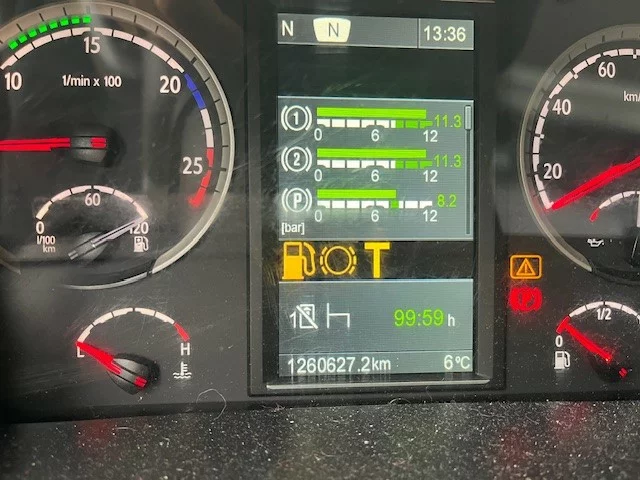 N N 13:36
10 15 20 25
1/min x 100
0 60 120
l/100
km
L H
1 11.3
0 6 12
2 11.3
0 6 12
P 8.2
0 6 12
[bar]
T
1 99:59 h
1260627.2km 6°C
60
40
20
km/
0 1/2